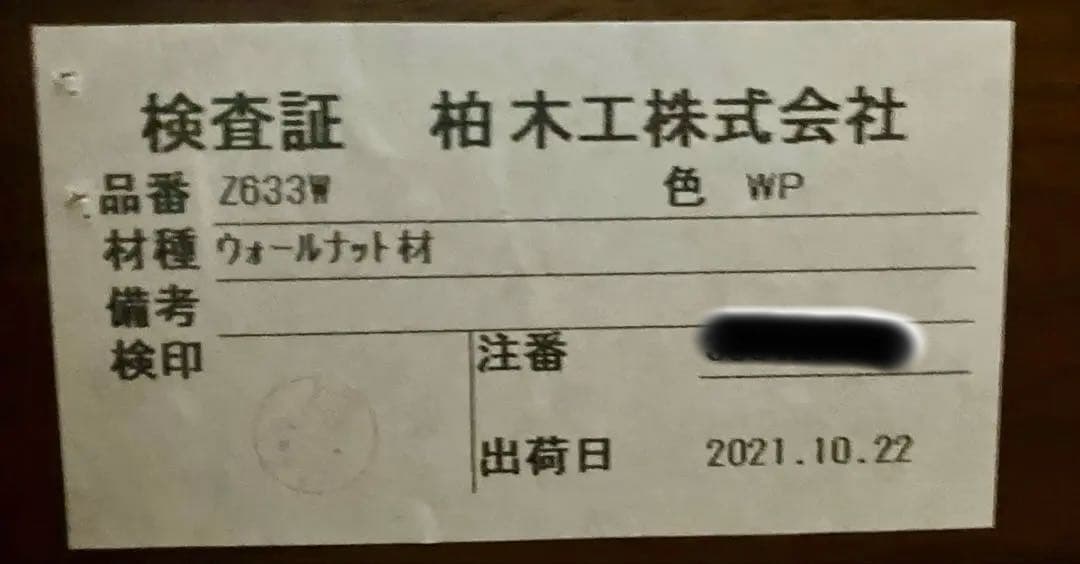 検査証 柏木工株式会社
品番 Z633W 色 WP
材種 ｳｫｰﾙﾅｯﾄ材
備考
検印 注番
出荷日 2021.10.22